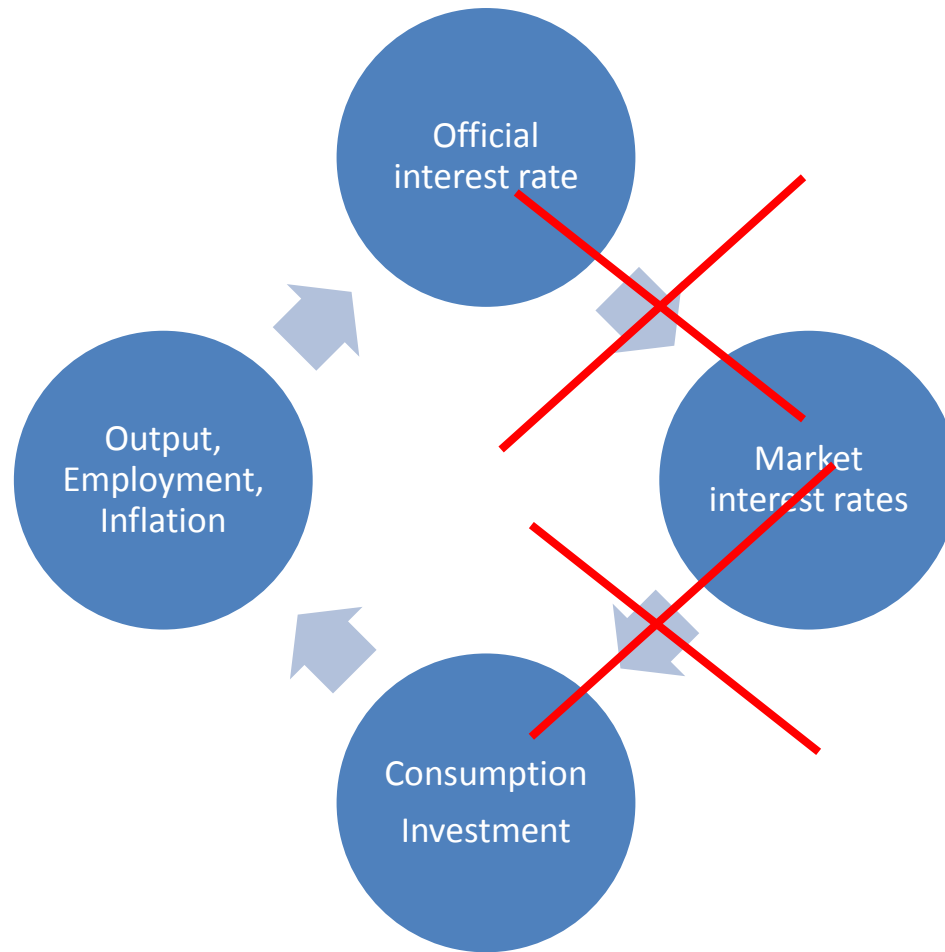 Official
interest rate
Market
interest rates
Consumption
Investment
Output,
Employment,
Inflation